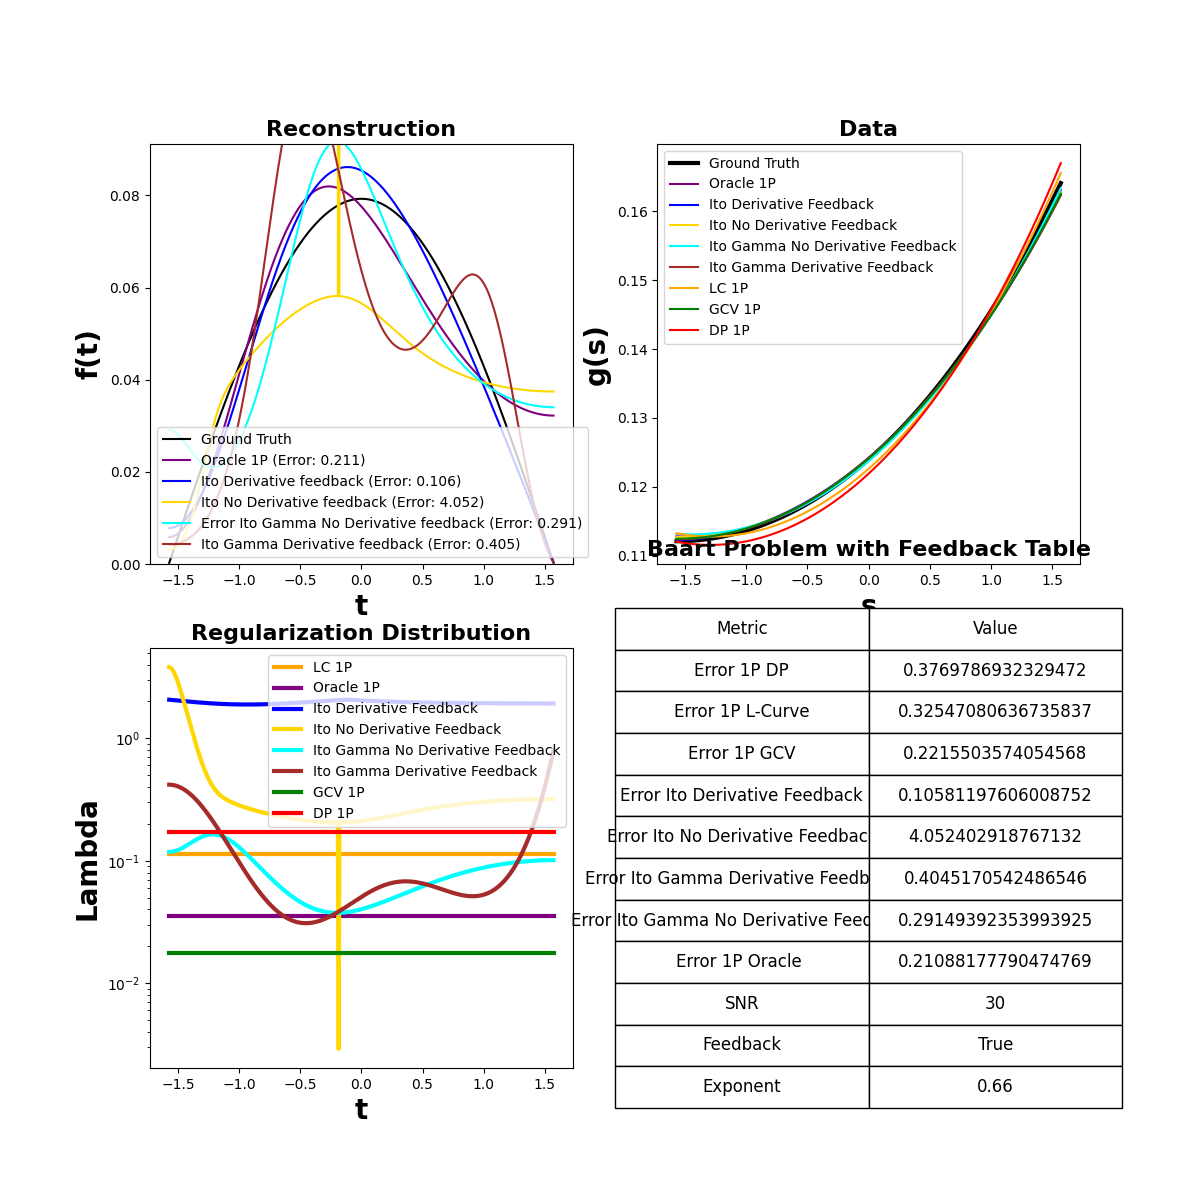 Reconstruction
f(t)
0.08
0.06
0.04
0.02
0.00
Ground Truth
Oracle 1P (Error: 0.211)
Ito Derivative feedback (Error: 0.106)
Ito No Derivative feedback (Error: 4.052)
Error Ito Gamma No Derivative feedback (Error: 0.291)
Ito Gamma Derivative feedback (Error: 0.405)
−1.5 −1.0 −0.5 0.0 0.5 1.0 1.5
t
Data
g(s)
0.16
0.15
0.14
0.13
0.12
0.11
Ground Truth
Oracle 1P
Ito Derivative Feedback
Ito No Derivative Feedback
Ito Gamma No Derivative Feedback
Ito Gamma Derivative Feedback
LC 1P
GCV 1P
DP 1P
−1.5 −1.0 −0.5 0.0 0.5 1.0 1.5
s
Regularization Distribution
Lambda
10^0
10^−1
10^−2
LC 1P
Oracle 1P
Ito Derivative Feedback
Ito No Derivative Feedback
Ito Gamma No Derivative Feedback
Ito Gamma Derivative Feedback
GCV 1P
DP 1P
−1.5 −1.0 −0.5 0.0 0.5 1.0 1.5
t
Baart Problem with Feedback Table
Metric Value
Error 1P DP 0.3769786932329472
Error 1P L-Curve 0.32547080636735837
Error 1P GCV 0.2215503574054568
Error Ito Derivative Feedback 0.10581197606008752
Error Ito No Derivative Feedbac 4.052402918767132
Error Ito Gamma Derivative Feedb 0.4045170542486546
Error Ito Gamma No Derivative Feec 0.29149392353993925
Error 1P Oracle 0.21088177790474769
SNR 30
Feedback True
Exponent 0.66